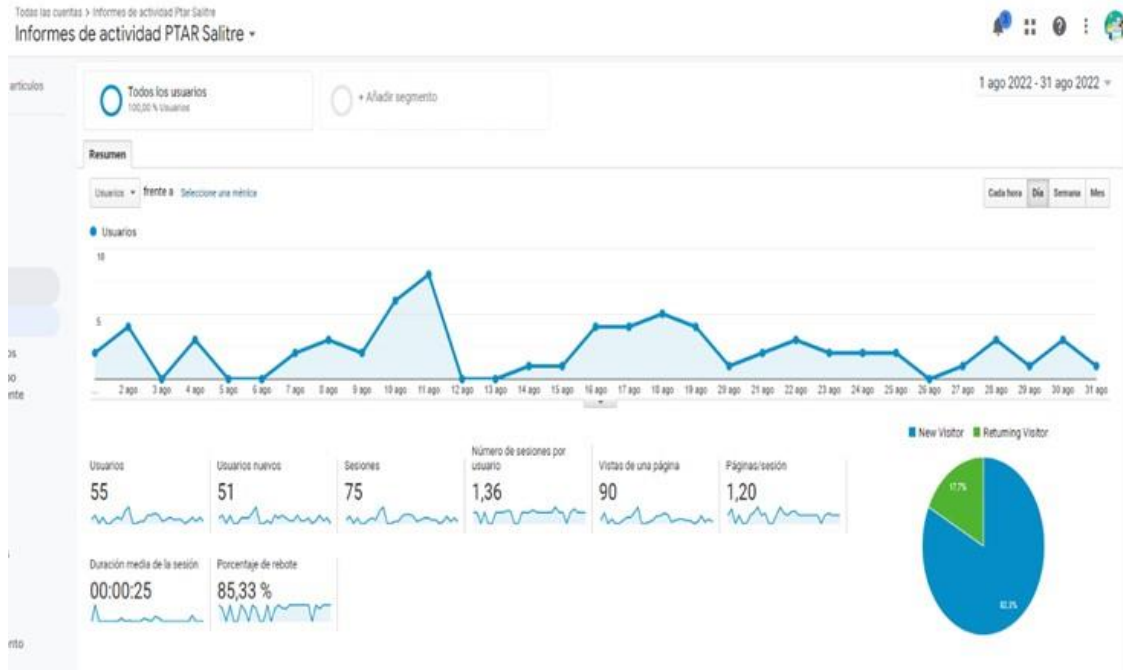 Todas las cuentas > Informes de actividad Ptar Salitre
Informes de actividad PTAR Salitre
1 ago 2022 - 31 ago 2022
artículos
Todos los usuarios
100,00 % Usuarios
+ Añadir segmento
Resumen
Usuarios frente a Seleccione una métrica
Cada hora Día Semana Mes
Usuarios
10
5
... 2 ago 3 ago 4 ago 5 ago 6 ago 7 ago 8 ago 9 ago 10 ago 11 ago 12 ago 13 ago 14 ago 15 ago 16 ago 17 ago 18 ago 19 ago 20 ago 21 ago 22 ago 23 ago 24 ago 25 ago 26 ago 27 ago 28 ago 29 ago 30 ago 31 ago
New Visitor Returning Visitor
Usuarios
55
Usuarios nuevos
51
Sesiones
75
Número de sesiones por
usuario
1,36
Vistas de una página
90
Páginas/sesión
1,20
17,7%
82,3%
Duración media de la sesión
00:00:25
Porcentaje de rebote
85,33 %